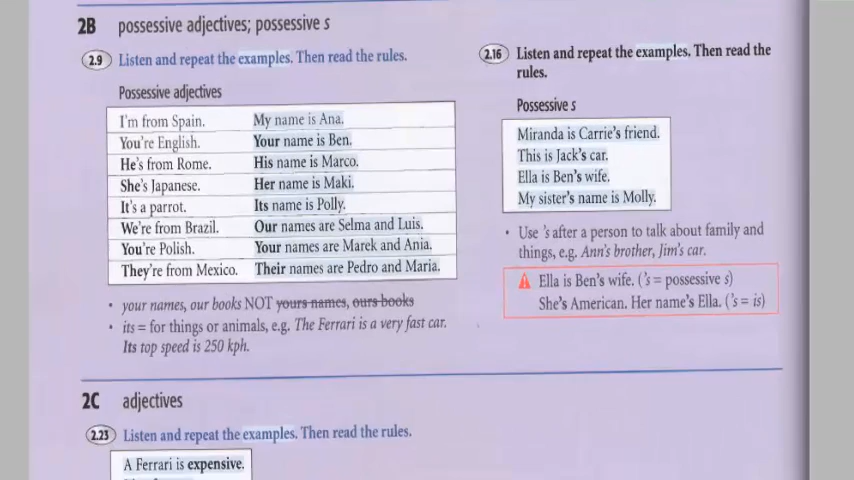 2B possessive adjectives; possessive s
2.9 Listen and repeat the examples. Then read the rules.
Possessive adjectives
I'm from Spain. My name is Ana.
You're English. Your name is Ben.
He's from Rome. His name is Marco.
She's Japanese. Her name is Maki.
It's a parrot. Its name is Polly.
We're from Brazil. Our names are Selma and Luis.
You're Polish. Your names are Marek and Ania.
They're from Mexico. Their names are Pedro and Maria.
• your names, our books NOT yours names, ours books
• its = for things or animals, e.g. The Ferrari is a very fast car.
Its top speed is 250 kph.
2.16 Listen and repeat the examples. Then read the
rules.
Possessive s
Miranda is Carrie's friend.
This is Jack's car.
Ella is Ben's wife.
My sister's name is Molly.
• Use 's after a person to talk about family and
things, e.g. Ann's brother, Jim's car.
Ella is Ben's wife. ('s = possessive s)
She's American. Her name's Ella. ('s = is)
2C adjectives
2.23 Listen and repeat the examples. Then read the rules.
A Ferrari is expensive.